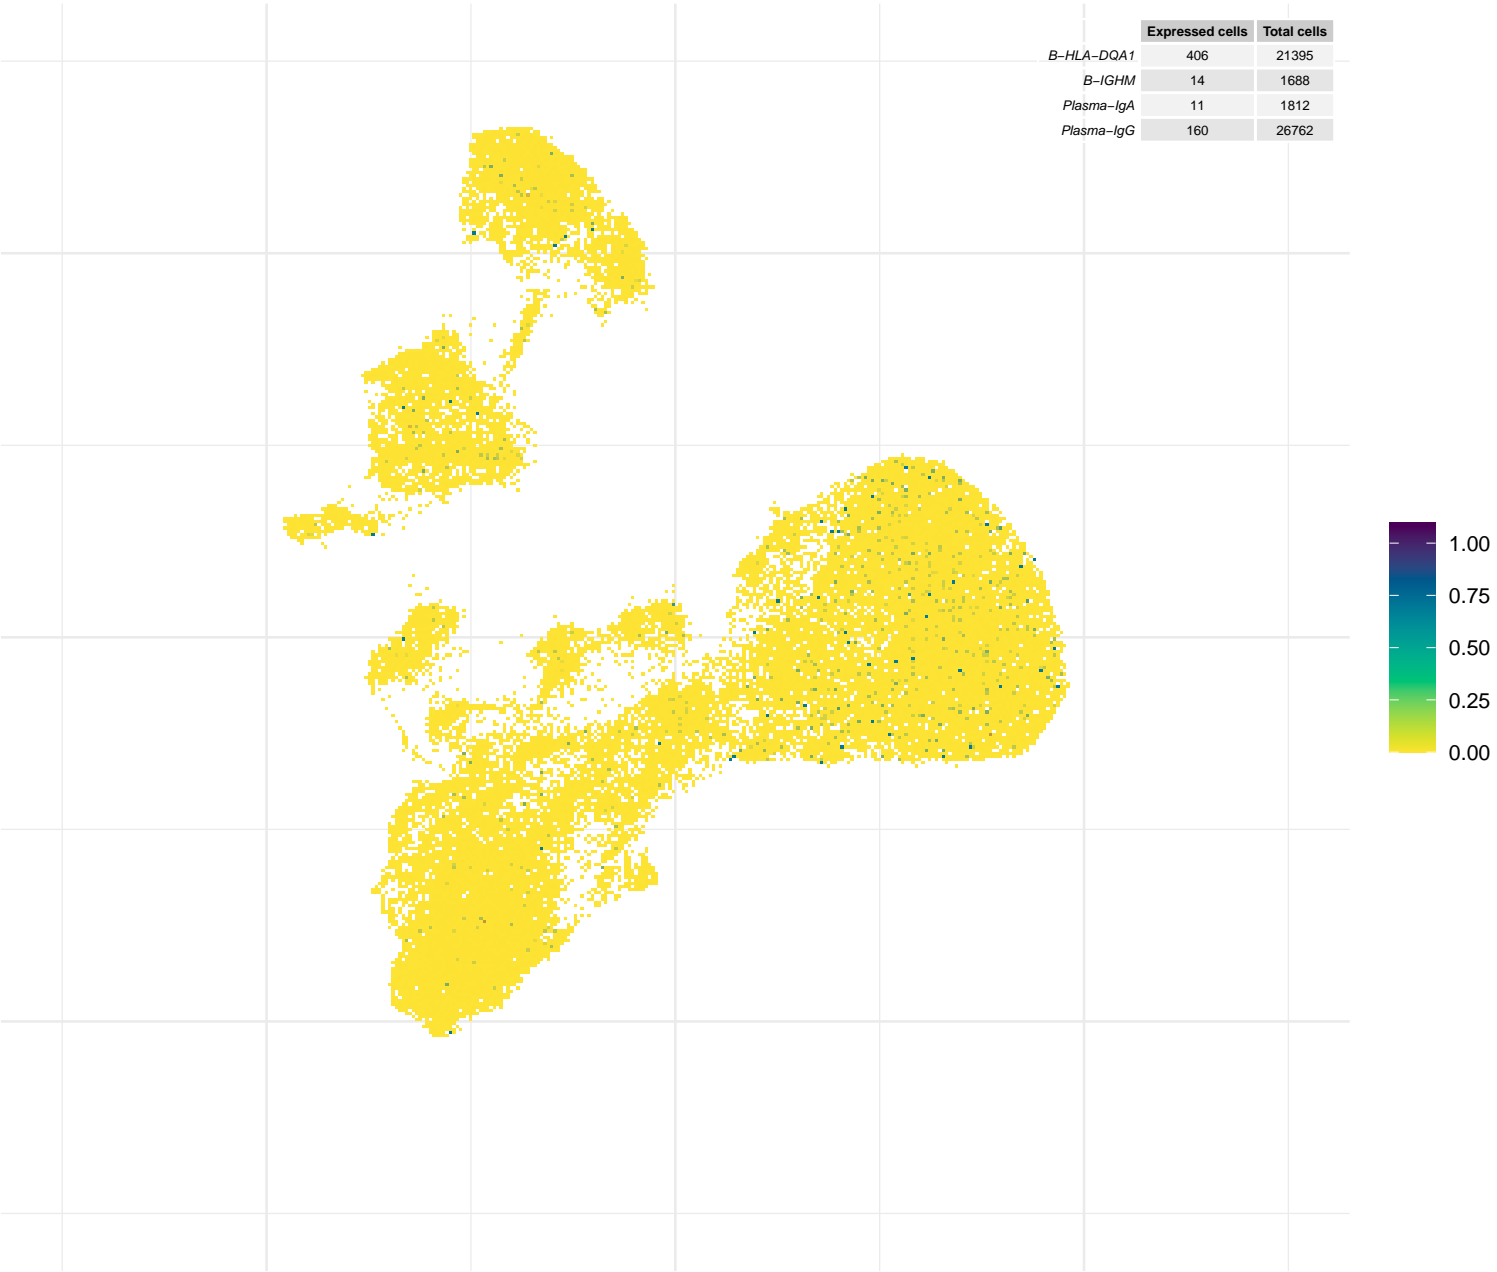 Expressed cells Total cells
B−HLA−DQA1 406 21395
B−IGHM 14 1688
Plasma−IgA 11 1812
Plasma−IgG 160 26762
1.00
0.75
0.50
0.25
0.00